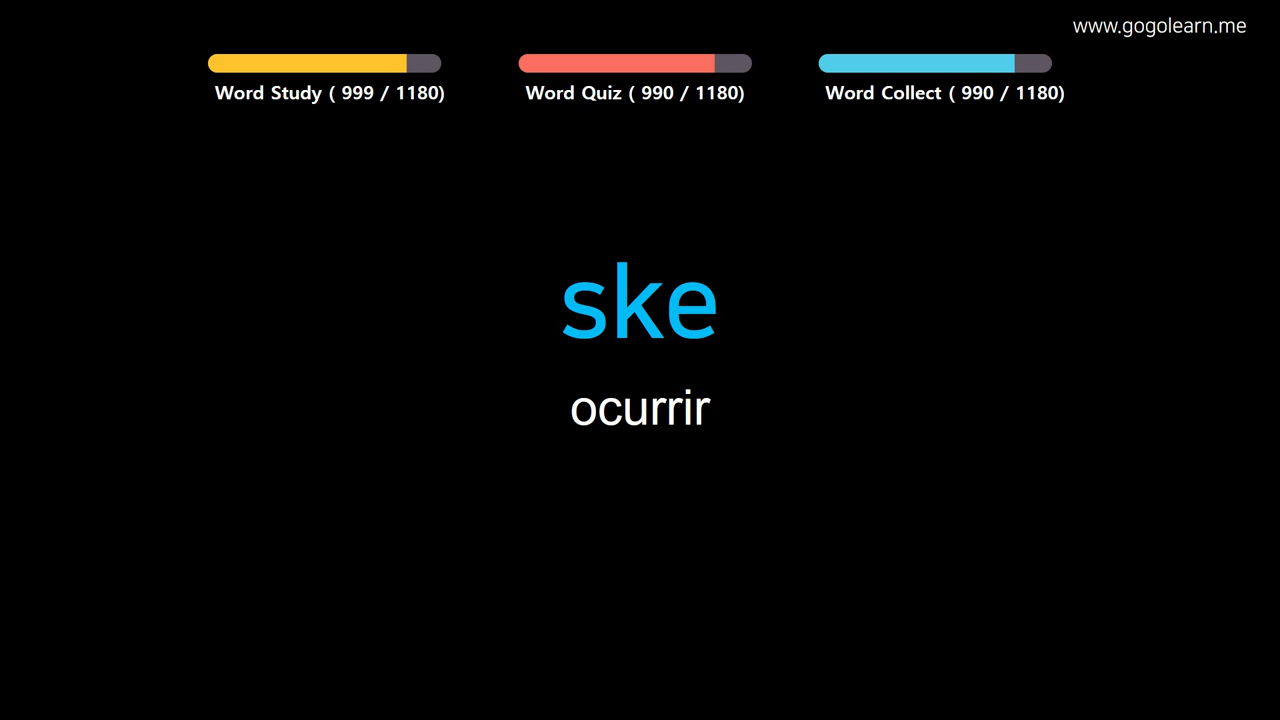 www.gogolearn.me
Word Study ( 999 / 1180)
Word Quiz ( 990 / 1180)
Word Collect ( 990 / 1180)
ske
ocurrir